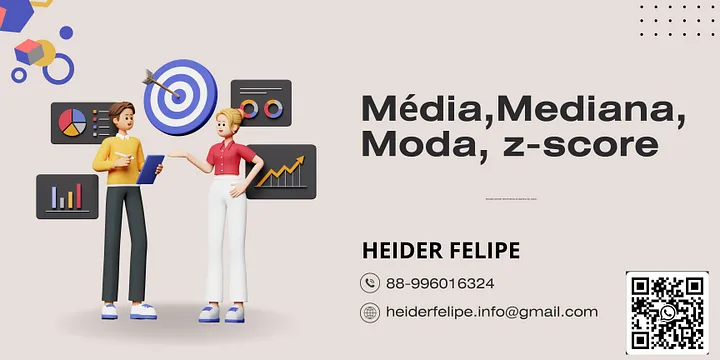 Média,Mediana,
Moda, z-score
HEIDER FELIPE
88-996016324
heiderfelipe.info@gmail.com